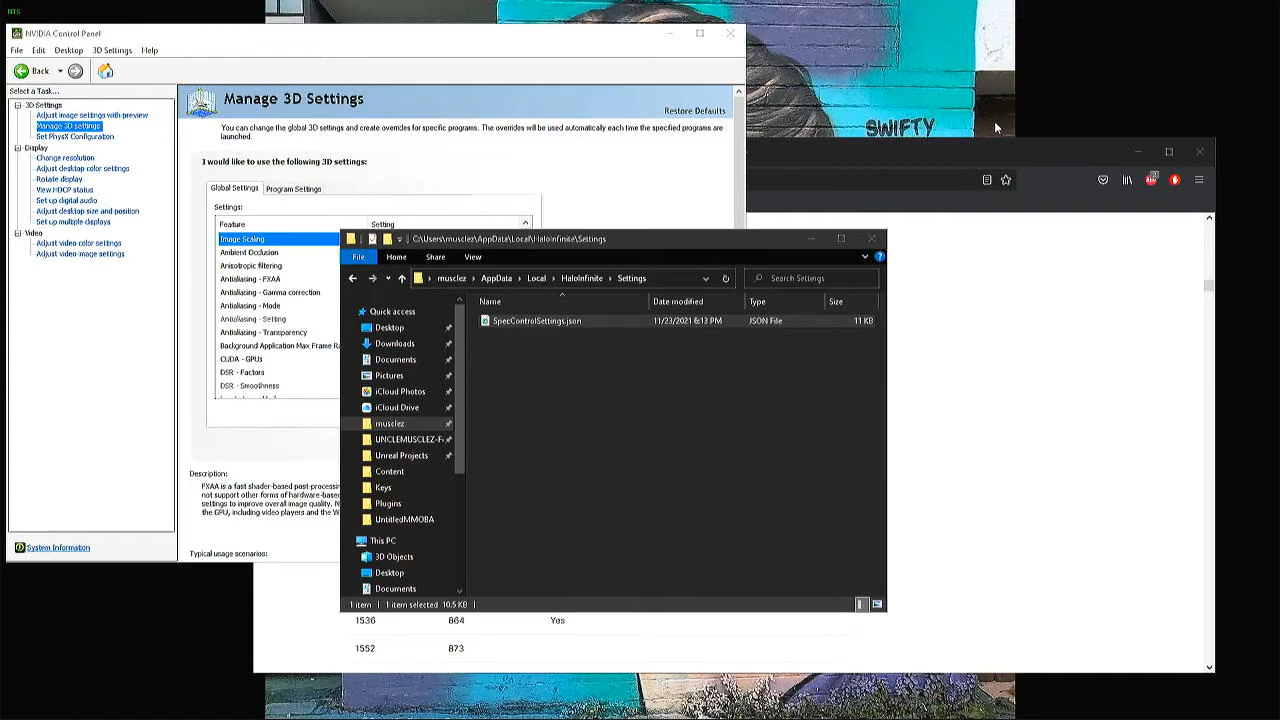 NIS
NVIDIA Control Panel
File Edit Desktop 3D Settings Help
Back
Select a Task...
3D Settings
Adjust image settings with preview
Manage 3D settings
Set PhysX Configuration
Display
Change resolution
Adjust desktop color settings
Rotate display
View HDCP status
Set up digital audio
Adjust desktop size and position
Set up multiple displays
Video
Adjust video color settings
Adjust video image settings
System Information
Manage 3D Settings
Restore Defaults
You can change the global 3D settings and create overrides for specific programs. The overrides will be used automatically each time the specified programs are
launched.
I would like to use the following 3D settings:
Global Settings Program Settings
Settings:
Feature Setting
Image Scaling
Ambient Occlusion
Anisotropic filtering
Antialiasing - FXAA
Antialiasing - Gamma correction
Antialiasing - Mode
Antialiasing - Setting
Antialiasing - Transparency
Background Application Max Frame Ra
CUDA - GPUs
DSR - Factors
DSR - Smoothness
Description:
FXAA is a fast shader-based post-processin
not support other forms of hardware-based
settings to improve overall image quality. N
the GPU, including video players and the W
Typical usage scenarios:
SWIFTY
C:\Users\musclez\AppData\Local\HaloInfinite\Settings
File Home Share View
musclez > AppData > Local > HaloInfinite > Settings
Search Settings
Name Date modified Type Size
SpecControlSettings.json 11/23/2021 6:13 PM JSON File 11 KB
Quick access
Desktop
Downloads
Documents
Pictures
iCloud Photos
iCloud Drive
musclez
UNCLEMUSCLEZ-F
Unreal Projects
Content
Keys
Plugins
UntitledMMOBA
This PC
3D Objects
Desktop
Documents
1 item 1 item selected 10.5 KB
1536 864 Yes
1552 873